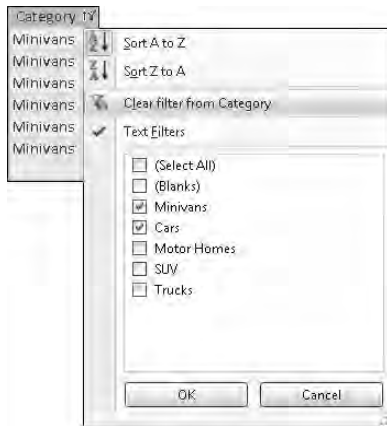 Category
Minivans
Minivans
Minivans
Minivans
Minivans
Minivans
Sort A to Z
Sort Z to A
Clear filter from Category
Text Filters
(Select All)
(Blanks)
Minivans
Cars
Motor Homes
SUV
Trucks
OK
Cancel